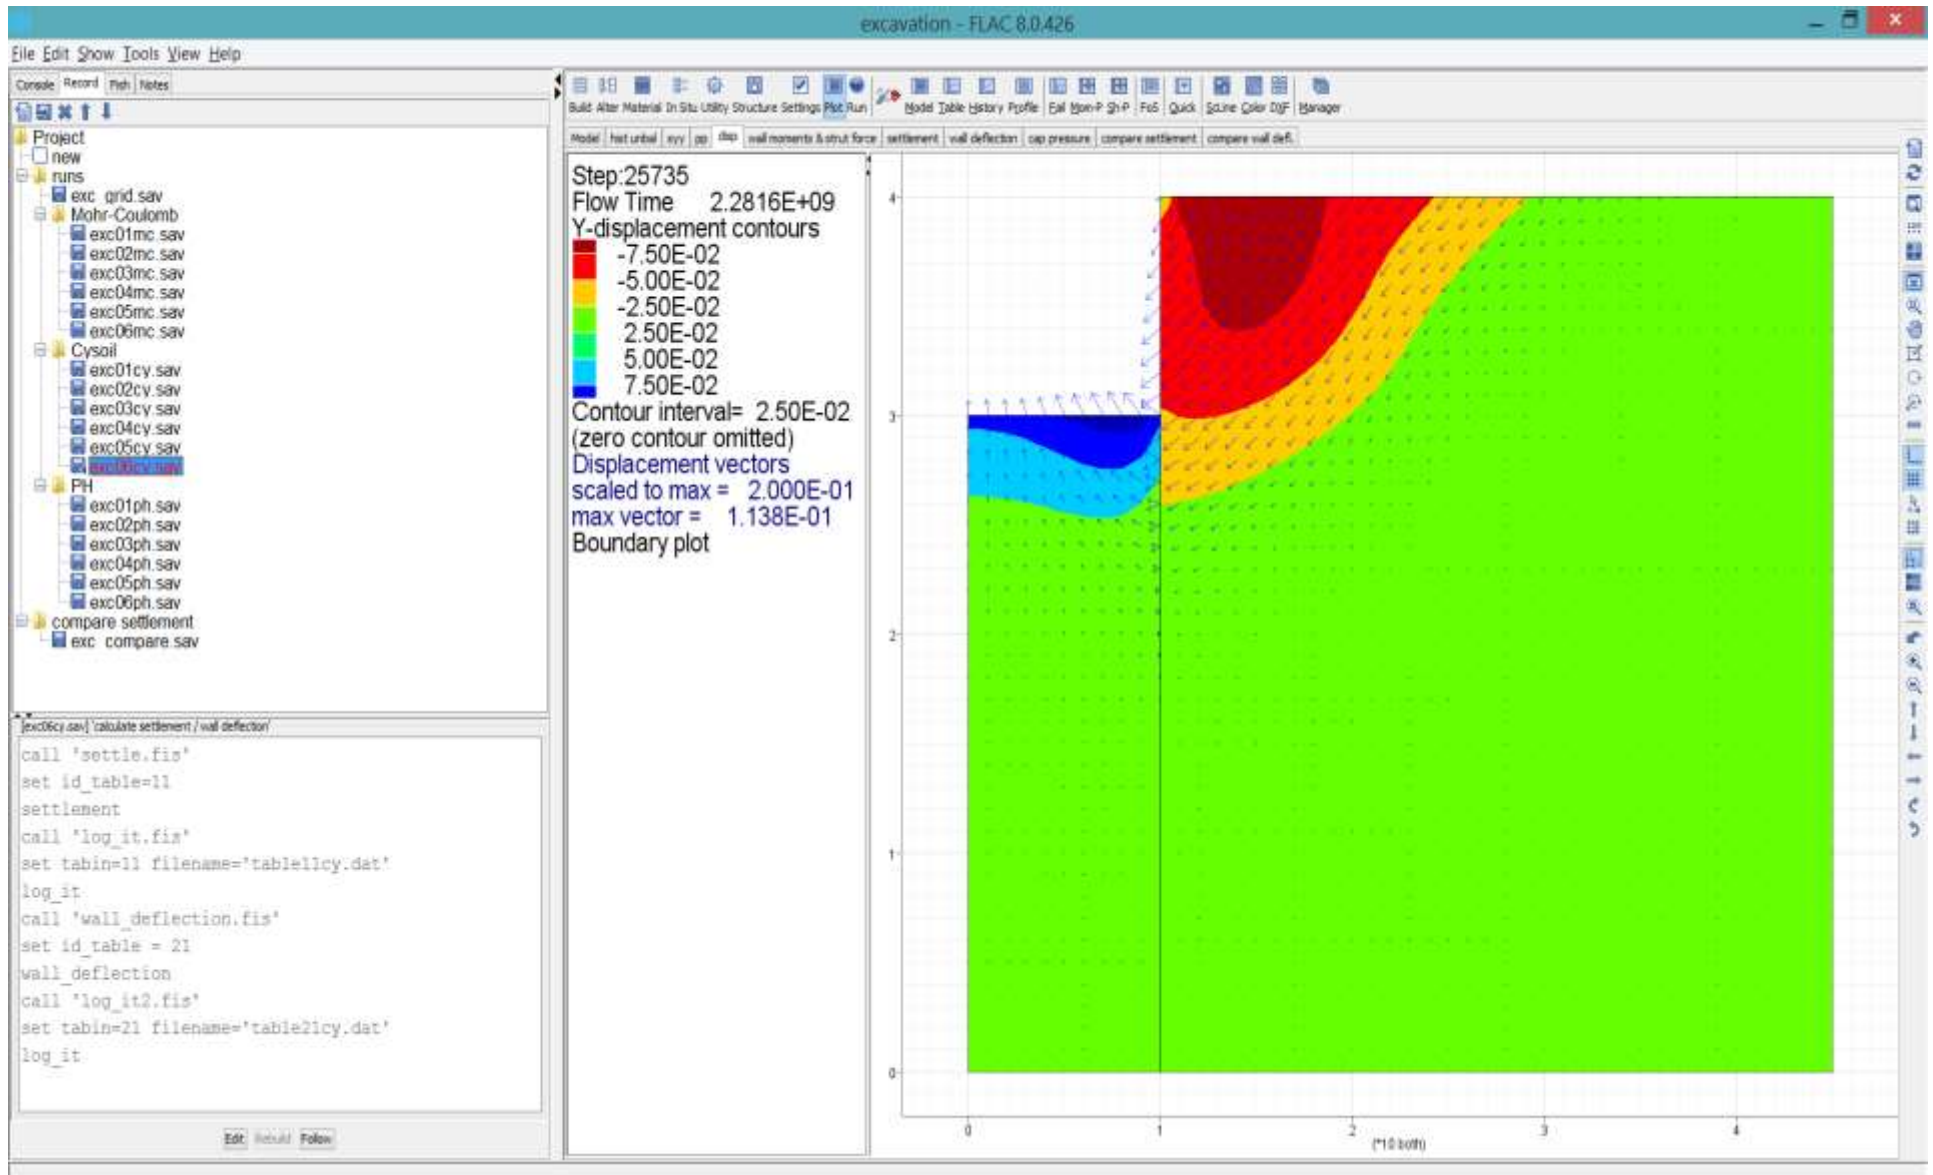 excavation - FLAC 8.0.426
File Edit Show Tools View Help
Console Record Fish Notes
Project
new
runs
exc_grid.sav
Mohr-Coulomb
exc01mc.sav
exc02mc.sav
exc03mc.sav
exc04mc.sav
exc05mc.sav
exc06mc.sav
Cysoil
exc01cy.sav
exc02cy.sav
exc03cy.sav
exc04cy.sav
exc05cy.sav
exc06cy.sav
PH
exc01ph.sav
exc02ph.sav
exc03ph.sav
exc04ph.sav
exc05ph.sav
exc06ph.sav
compare settlement
exc_compare.sav
[exc06cy.sav] 'calculate settlement / wall deflection'
call 'settle.fis'
set id_table=11
settlement
call 'log_it.fis'
set tabin=11 filename='table11cy.dat'
log_it
call 'wall_deflection.fis'
set id_table = 21
wall_deflection
call 'log_it2.fis'
set tabin=21 filename='table21cy.dat'
log_it
Edit Rebuild Follow
Build Alter Material In Situ Utility Structure Settings Plot Run Model Table History Profile Fail Mom-P Sh-P FoS Quick ScLine Color DXF Manager
Model hist unbal syy pp disp wall moments & strut force settlement wall deflection cap pressure compare settlement compare wall defl.
Step:25735
Flow Time 2.2816E+09
Y-displacement contours
-7.50E-02
-5.00E-02
-2.50E-02
2.50E-02
5.00E-02
7.50E-02
Contour interval= 2.50E-02
(zero contour omitted)
Displacement vectors
scaled to max = 2.000E-01
max vector = 1.138E-01
Boundary plot
4
3
2
1
0
0 1 2 3 4
(*10 both)